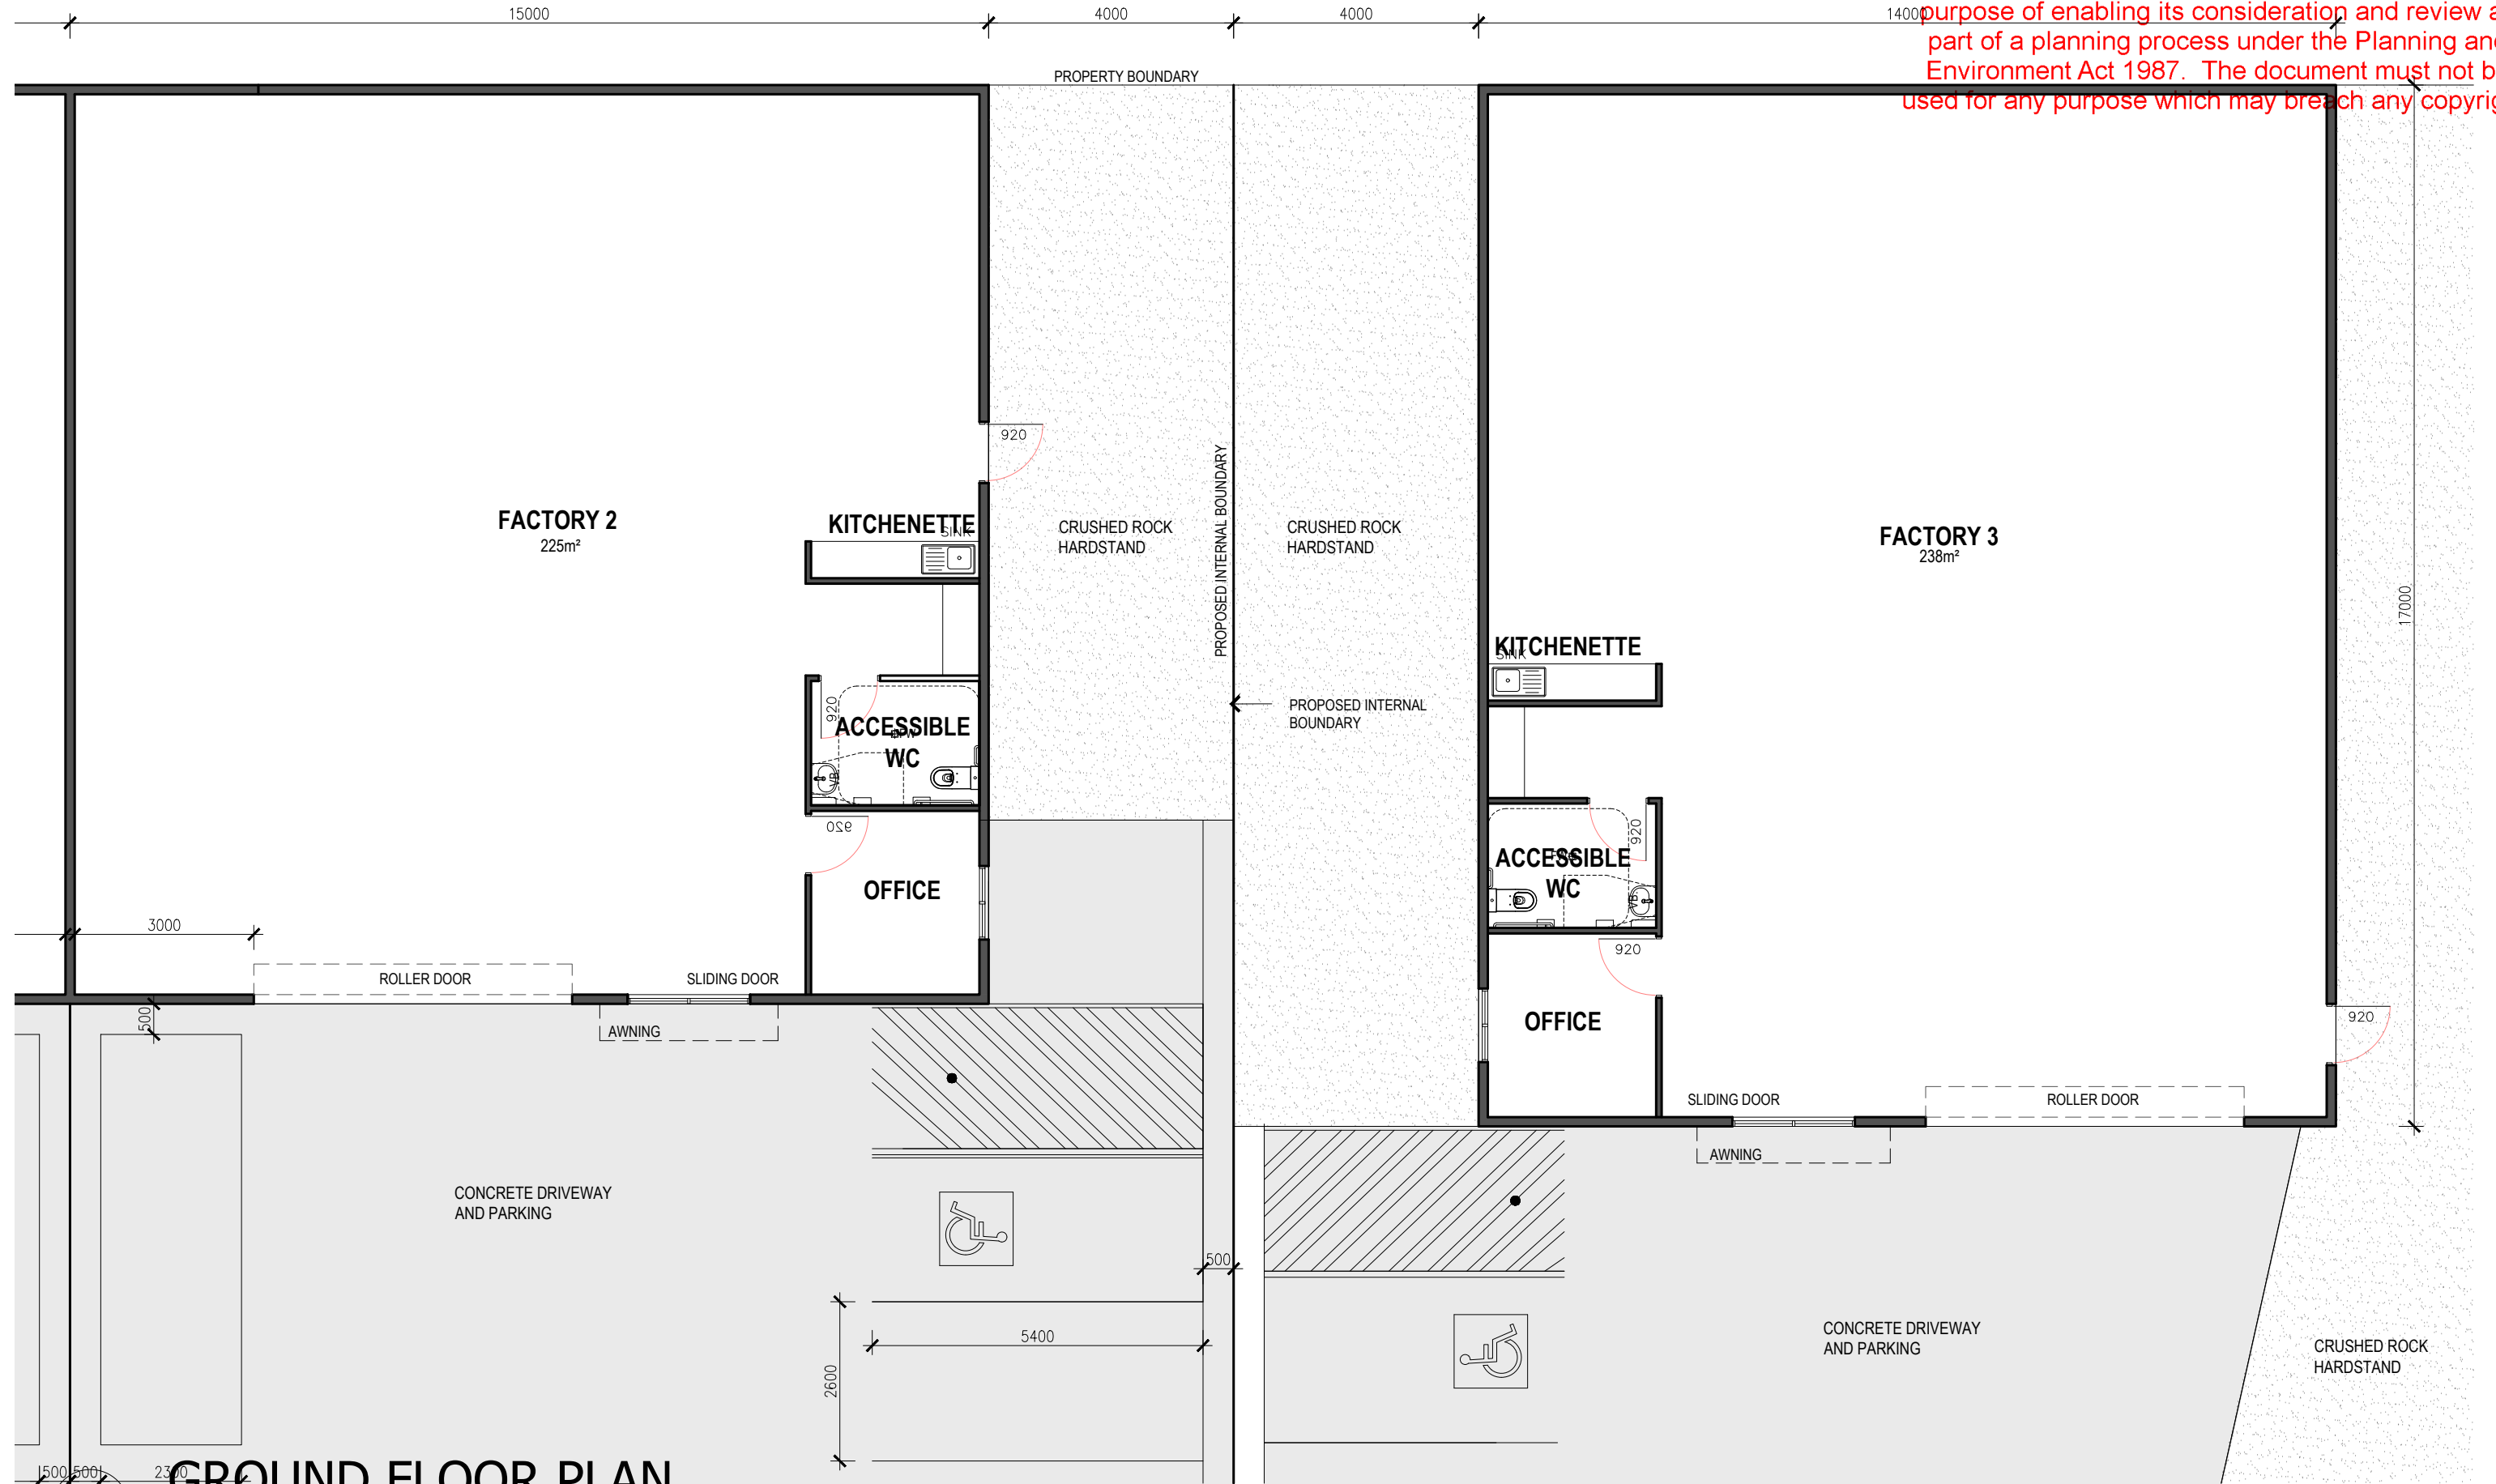 15000
4000
4000
14000
purpose of enabling its consideration and review
part of a planning process under the Planning
Environment Act 1987. The document must not
used for any purpose which may breach any
PROPERTY BOUNDARY
920
FACTORY 2
225m²
KITCHENETTE
SINK
CRUSHED ROCK
HARDSTAND
PROPOSED INTERNAL BOUNDARY
CRUSHED ROCK
HARDSTAND
FACTORY 3
238m²
17000
KITCHENETTE
SINK
PROPOSED INTERNAL
BOUNDARY
920
ACCESSIBLE
WC
VB
920
OFFICE
920
ACCESSIBLE
WC
VB
920
OFFICE
920
3000
ROLLER DOOR
SLIDING DOOR
500
AWNING
SLIDING DOOR
ROLLER DOOR
AWNING
CONCRETE DRIVEWAY
AND PARKING
500
5400
2600
CONCRETE DRIVEWAY
AND PARKING
CRUSHED ROCK
HARDSTAND
500
500
2300
GROUND FLOOR PLAN